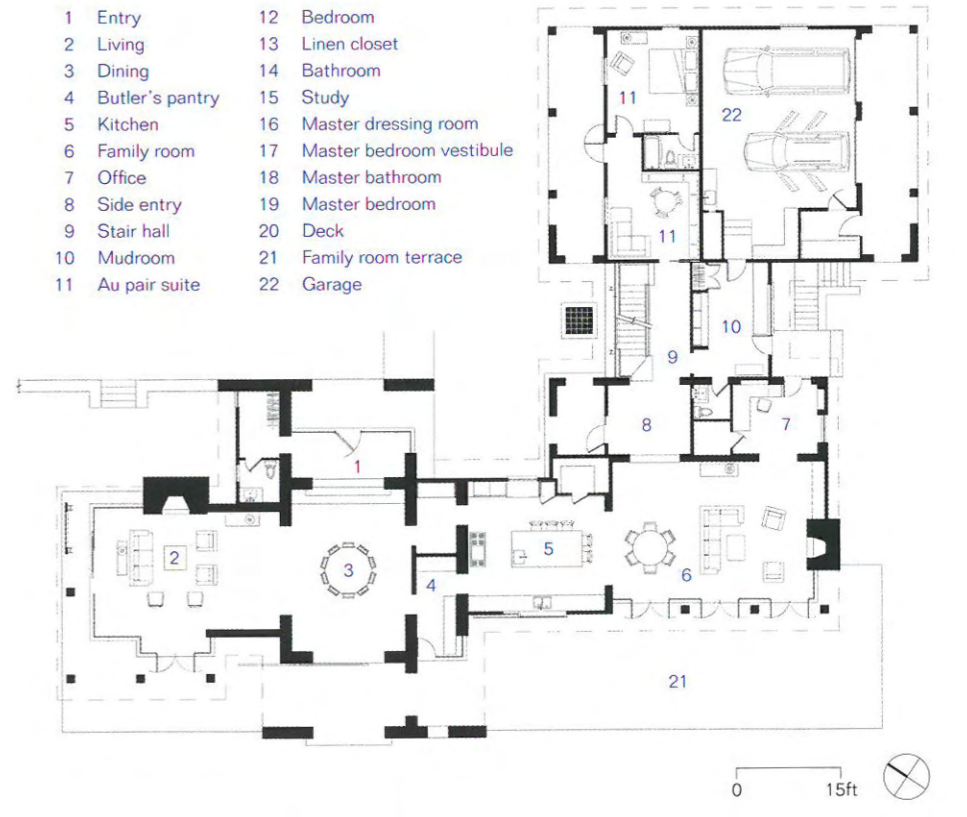 1 Entry
2 Living
3 Dining
4 Butler's pantry
5 Kitchen
6 Family room
7 Office
8 Side entry
9 Stair hall
10 Mudroom
11 Au pair suite
12 Bedroom
13 Linen closet
14 Bathroom
15 Study
16 Master dressing room
17 Master bedroom vestibule
18 Master bathroom
19 Master bedroom
20 Deck
21 Family room terrace
22 Garage
11
22
11
10
9
8
7
1
2
3
4
5
6
21
0 15ft